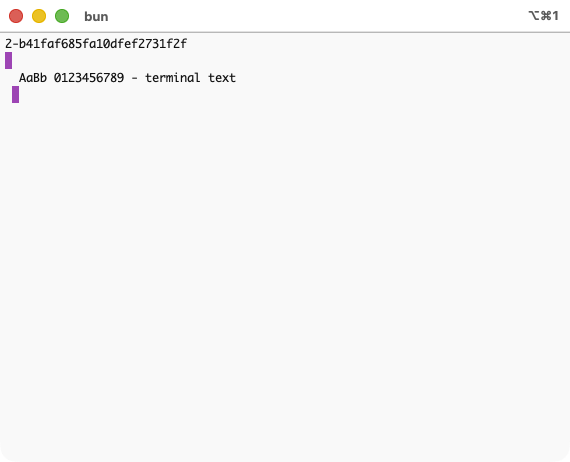 bun
⌥⌘1
2-b41faf685fa10dfef2731f2f
AaBb 0123456789 - terminal text